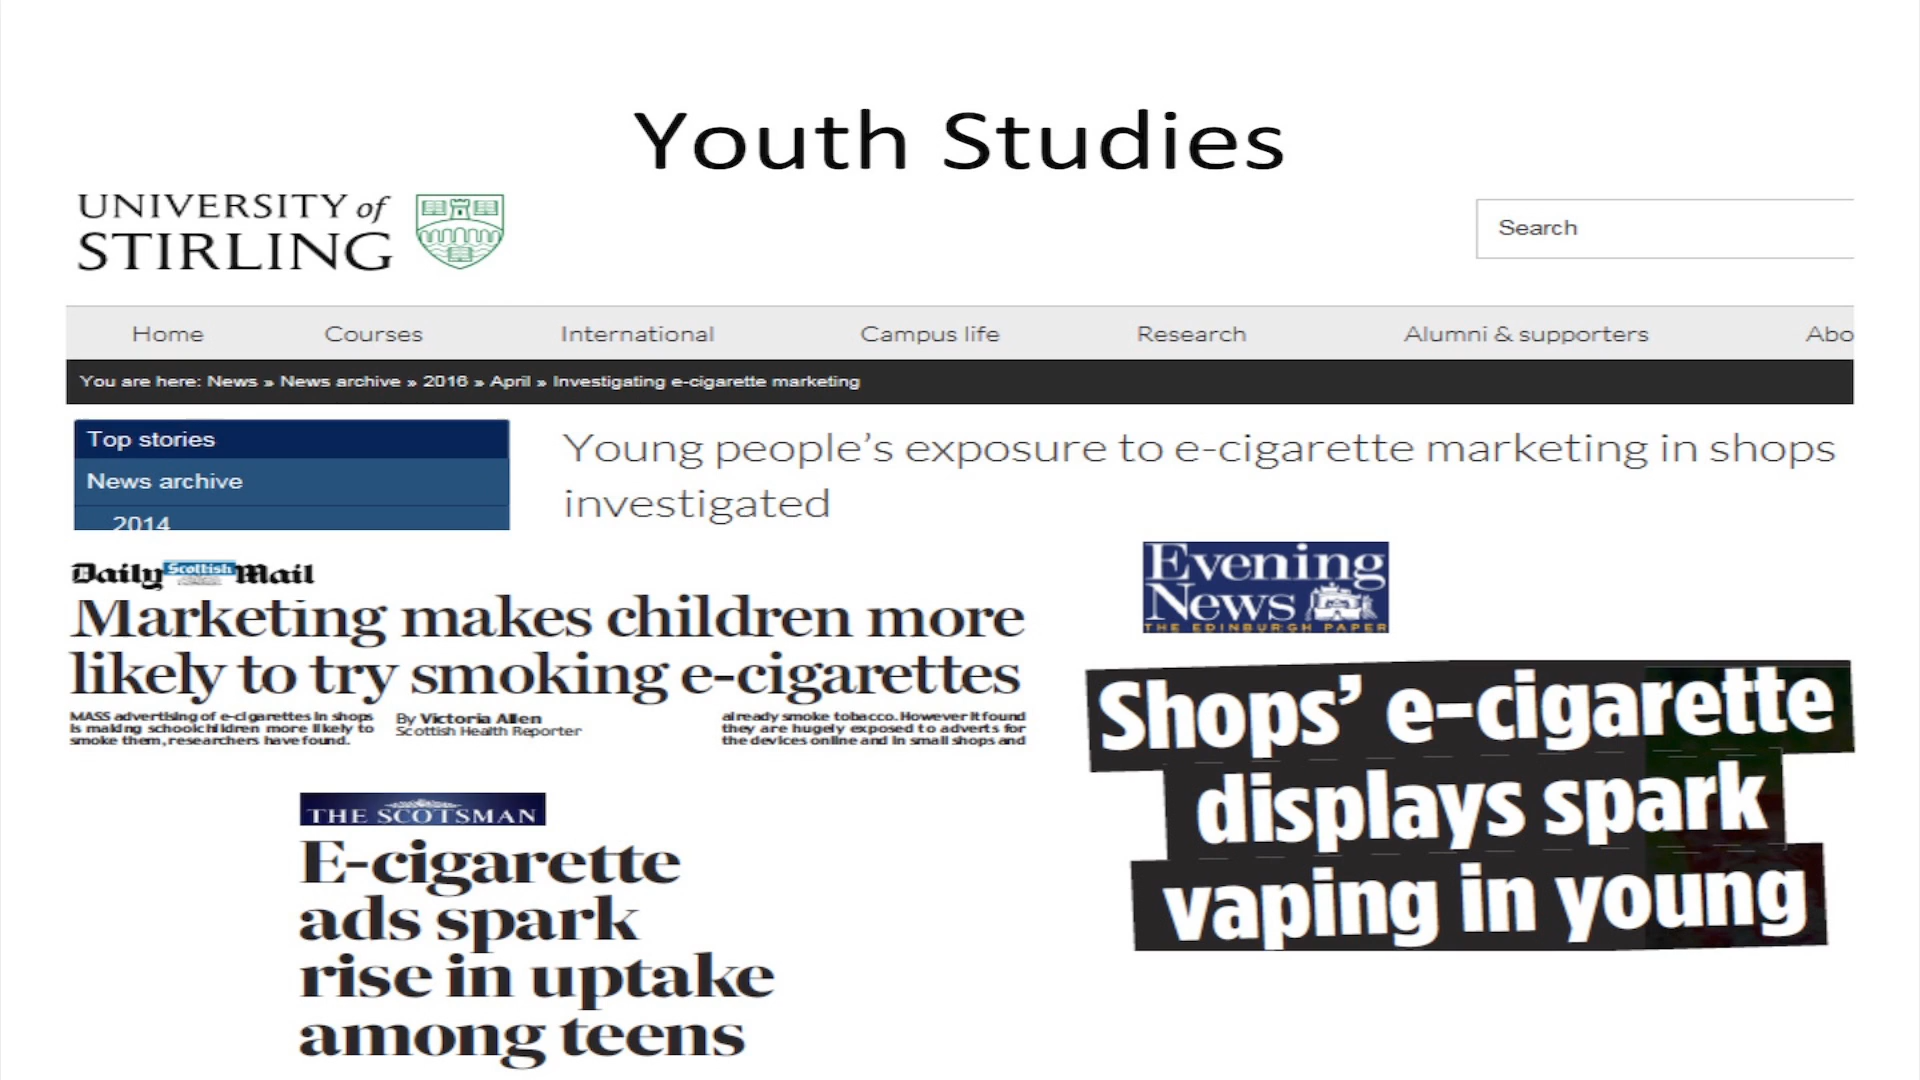 Youth Studies
UNIVERSITY of
STIRLING
Search
Home Courses International Campus life Research Alumni & supporters Abo
You are here: News » News archive » 2016 » April » Investigating e-cigarette marketing
Top stories
News archive
2014
Young people's exposure to e-cigarette marketing in shops
investigated
Daily Scottish Mail
Marketing makes children more
likely to try smoking e-cigarettes
MASS advertising of e-cigarettes in shops
is making schoolchildren more likely to
smoke them, researchers have found.
By Victoria Allen
Scottish Health Reporter
already smoke tobacco. However it found
they are hugely exposed to adverts for
the devices online and in small shops and
Evening
News
THE EDINBURGH PAPER
Shops' e-cigarette
displays spark
vaping in young
THE SCOTSMAN
E-cigarette
ads spark
rise in uptake
among teens